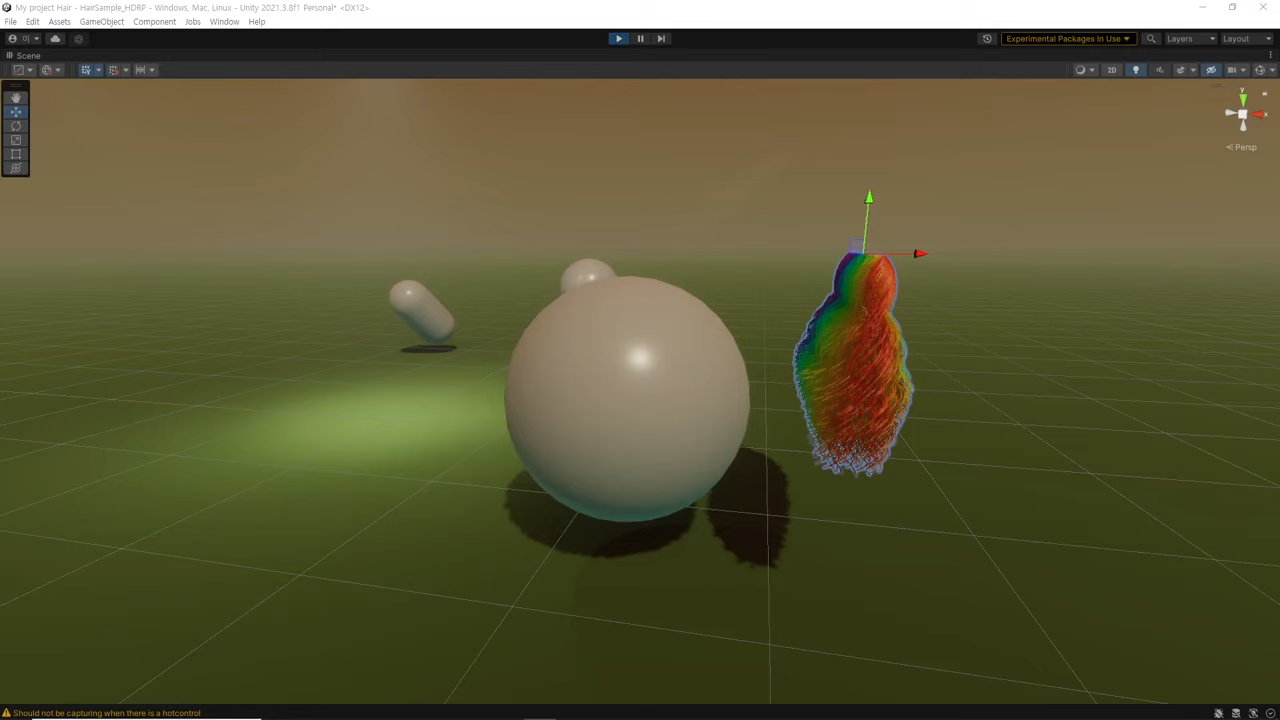 My project Hair - HairSample_HDRP - Windows, Mac, Linux - Unity 2021.3.8f1 Personal* <DX12>
File Edit Assets GameObject Component Jobs Window Help
Experimental Packages In Use Layers Layout
Scene
2D
y
x
Persp
Should not be capturing when there is a hotcontrol